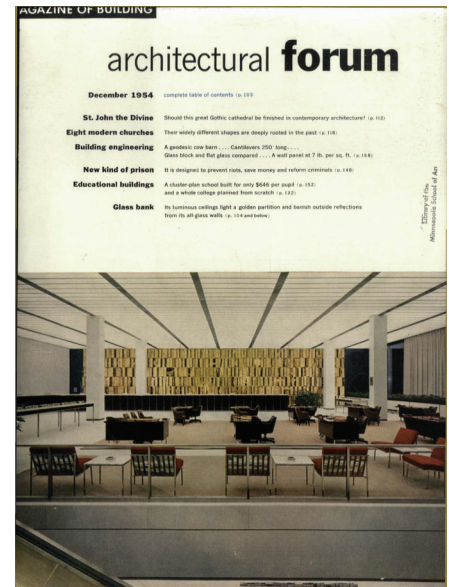 AGAZINE OF BUILDING
architectural forum
December 1954 complete table of contents (p. 103)
St. John the Divine Should this great Gothic cathedral be finished in contemporary architecture? (p. 112)
Eight modern churches Their widely different shapes are deeply rooted in the past (p. 118)
Building engineering A geodesic cow barn . . . . Cantilevers 250' long . . . .
Glass block and flat glass compared . . . . A wall panel at 7 lb. per sq. ft. (p. 158)
New kind of prison It is designed to prevent riots, save money and reform criminals (p. 148)
Educational buildings A cluster-plan school built for only $646 per pupil (p. 152)
and a whole college planned from scratch (p. 132)
Glass bank Its luminous ceilings light a golden partition and banish outside reflections
from its all-glass walls (p. 104 and below)
Library of the
Minneapolis School of Art